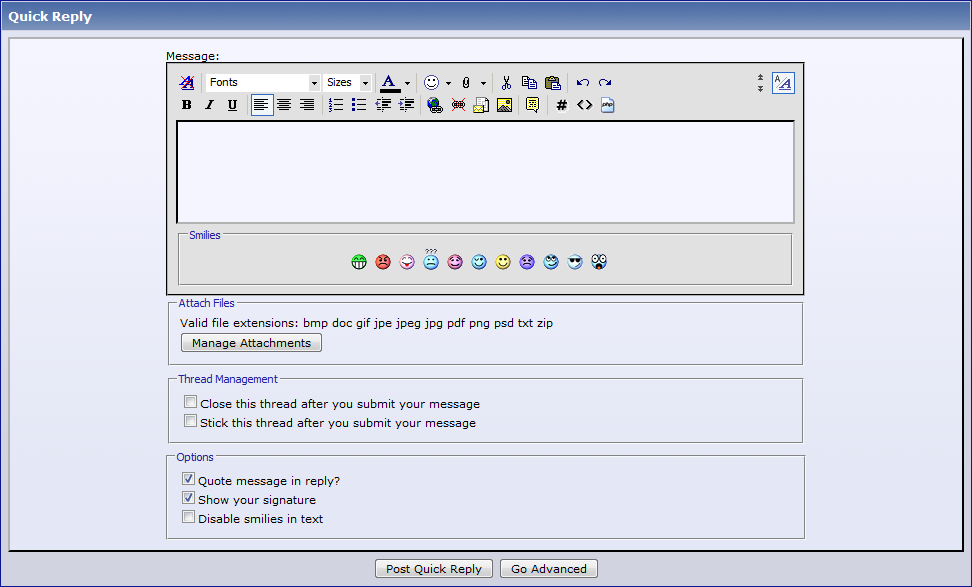 Quick Reply
Message:
Fonts Sizes A A
B I U # <> php
Smilies
???
Attach Files
Valid file extensions: bmp doc gif jpe jpeg jpg pdf png psd txt zip
Manage Attachments
Thread Management
Close this thread after you submit your message
Stick this thread after you submit your message
Options
Quote message in reply?
Show your signature
Disable smilies in text
Post Quick Reply Go Advanced